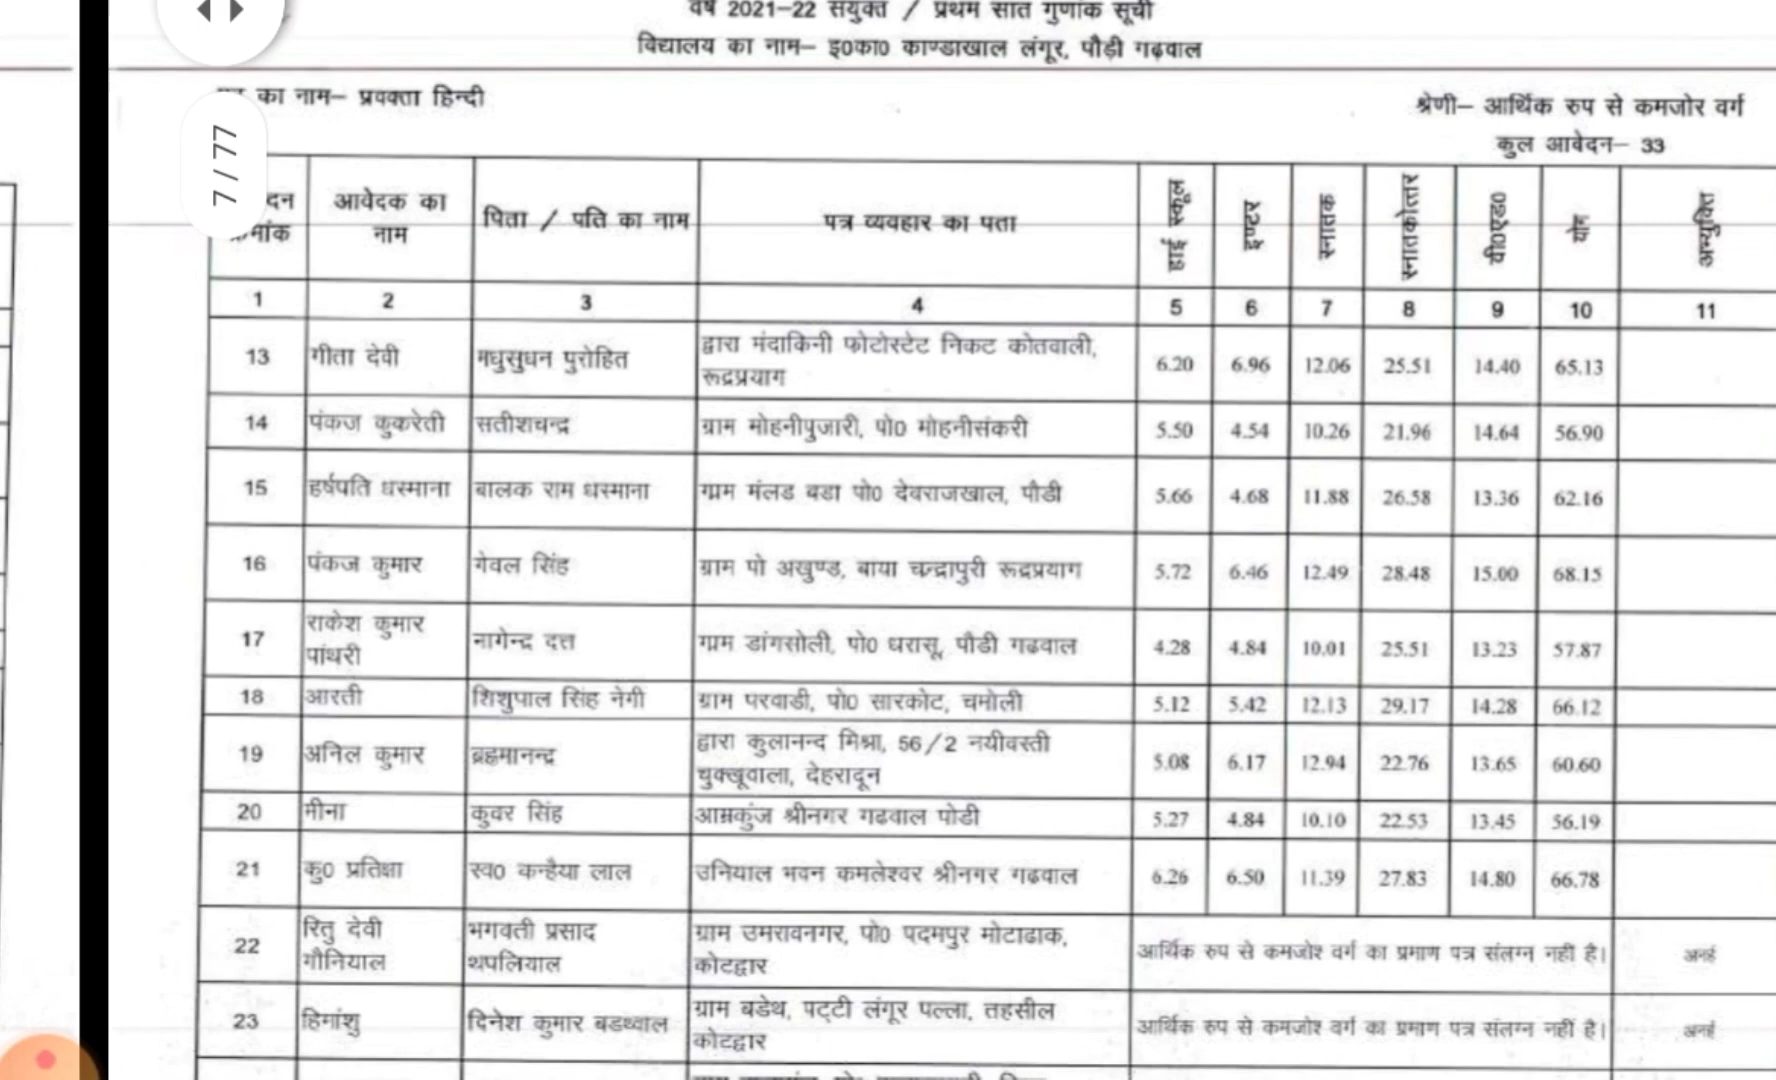 वर्ष 2021-22 संयुक्त / प्रथम सात गुणांक सूची
विद्यालय का नाम– इ0का0 काण्डाखाल लंगूर, पौड़ी गढ़वाल
का नाम– प्रवक्ता हिन्दी
श्रेणी– आर्थिक रुप से कमजोर वर्ग
कुल आवेदन– 33
7 / 77
आवेदक का नाम पिता / पति का नाम पत्र व्यवहार का पता हाई स्कूल इण्टर स्नातक स्नातकोत्तार बी0एड0 योग अभ्युक्ति
1 2 3 4 5 6 7 8 9 10 11
13 गीता देवी मधुसुधन पुरोहित द्वारा मंदाकिनी फोटोस्टेट निकट कोतवाली, रूद्रप्रयाग 6.20 6.96 12.06 25.51 14.40 65.13
14 पंकज कुकरेती सतीशचन्द्र ग्राम मोहनीपुजारी, पो0 मोहनीसंकरी 5.50 4.54 10.26 21.96 14.64 56.90
15 हर्षपति धस्माना बालक राम धस्माना ग्राम मंलड बडा पो0 देवराजखाल, पौडी 5.66 4.68 11.88 26.58 13.36 62.16
16 पंकज कुमार गेवल सिंह ग्राम पो अखुण्ड, बाया चन्द्रापुरी रूद्रप्रयाग 5.72 6.46 12.49 28.48 15.00 68.15
17 राकेश कुमार पांथरी नागेन्द्र दत्त ग्राम डांगसोली, पो0 धरासू, पौडी गढवाल 4.28 4.84 10.01 25.51 13.23 57.87
18 आरती शिशुपाल सिंह नेगी ग्राम परवाडी, पो0 सारकोट, चमोली 5.12 5.42 12.13 29.17 14.28 66.12
19 अनिल कुमार ब्रह्मानन्द द्वारा कुलानन्द मिश्रा, 56/2 नयीवस्ती चुक्खूवाला, देहरादून 5.08 6.17 12.94 22.76 13.65 60.60
20 मीना कुवर सिंह आम्रकुंज श्रीनगर गढवाल पोडी 5.27 4.84 10.10 22.53 13.45 56.19
21 कु0 प्रतिक्षा स्व0 कन्हैया लाल उनियाल भवन कमलेश्वर श्रीनगर गढवाल 6.26 6.50 11.39 27.83 14.80 66.78
22 रितु देवी गौनियाल भगवती प्रसाद थपलियाल ग्राम उमरावनगर, पो0 पदमपुर मोटाढाक, कोटद्वार आर्थिक रुप से कमजोर वर्ग का प्रमाण पत्र संलग्न नहीं है। अनर्ह
23 हिमांशु दिनेश कुमार बडथ्वाल ग्राम बडेथ, पट्टी लंगूर पल्ला, तहसील कोटद्वार आर्थिक रुप से कमजोर वर्ग का प्रमाण पत्र संलग्न नहीं है। अनर्ह